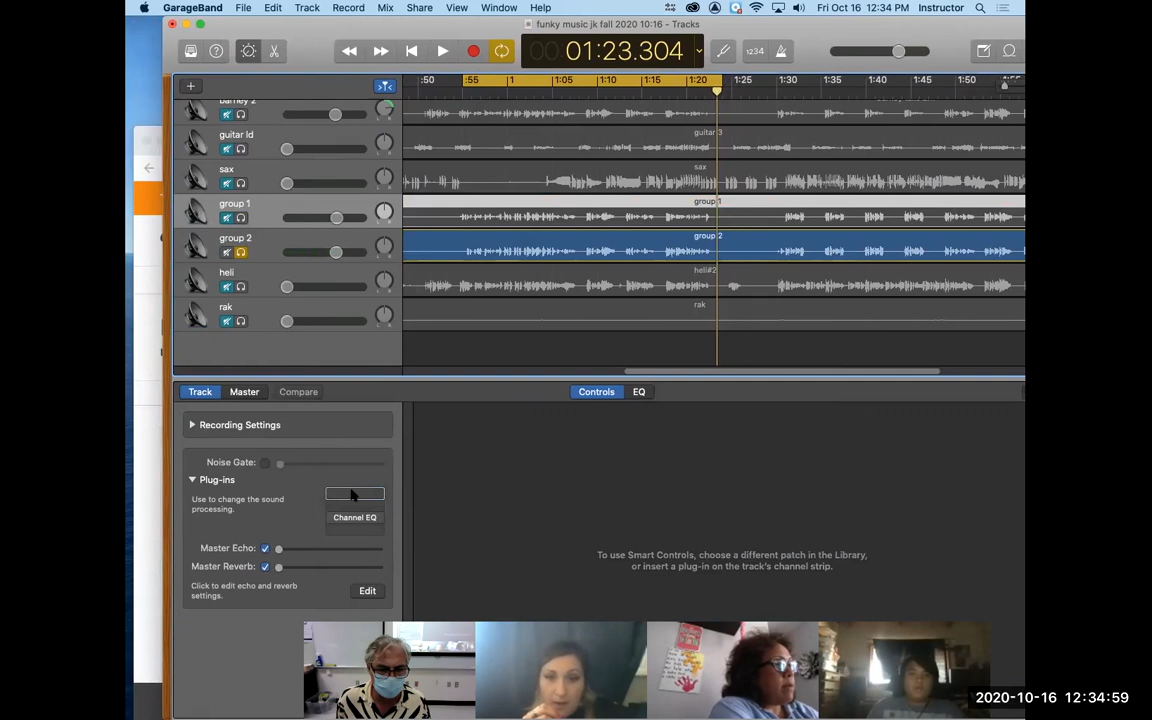 GarageBand File Edit Track Record Mix Share View Window Help Fri Oct 16 12:34 PM Instructor
funky music jk fall 2020 10:16 - Tracks
01:23.304
1234
:50 :55 1 1:05 1:10 1:15 1:20 1:25 1:30 1:35 1:40 1:45 1:50
barney 2
guitar ld
guitar 3
sax
sax
group 1
group 1
group 2
group 2
heli
heli#2
rak
rak
Track Master Compare Controls EQ
Recording Settings
Noise Gate:
Plug-ins
Use to change the sound
processing.
Channel EQ
Master Echo:
Master Reverb:
Click to edit echo and reverb
settings.
Edit
To use Smart Controls, choose a different patch in the Library,
or insert a plug-in on the track's channel strip.
2020-10-16 12:34:59